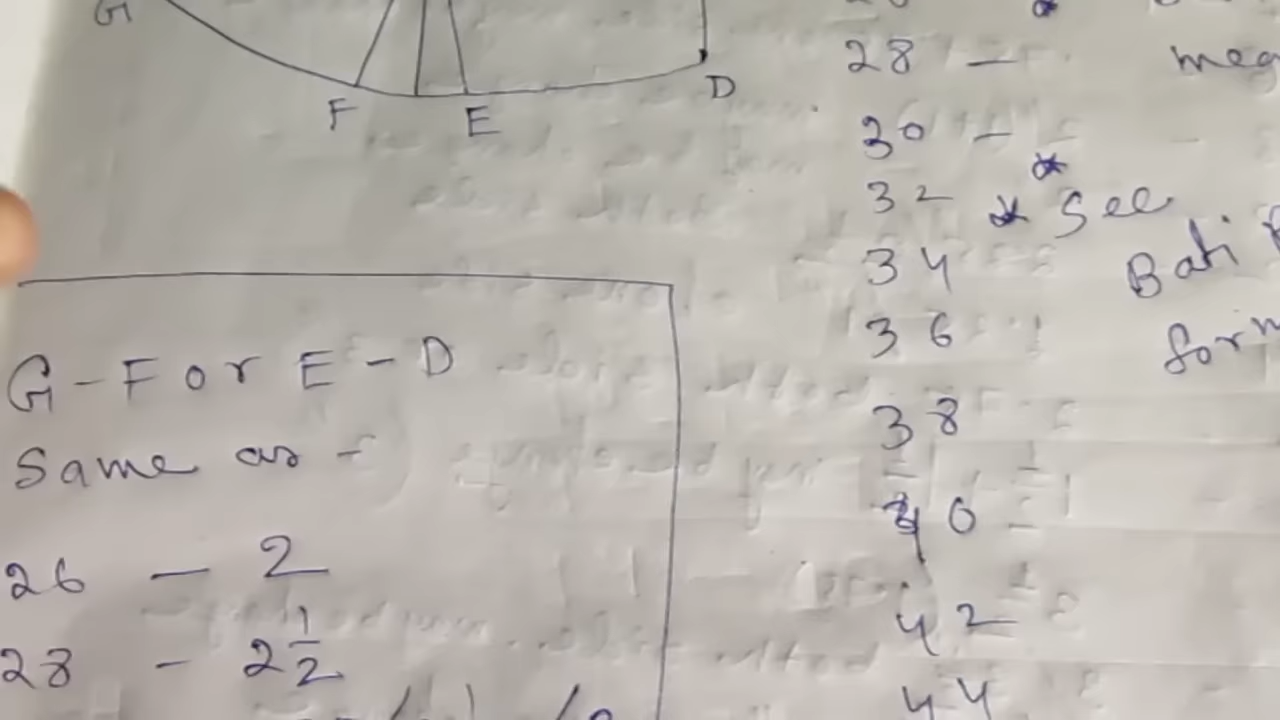 G
F
E
D
G-F or E-D
Same as -
26 - 2
28 - 2 1/2
28 -
30 -
32 * See
34 Bati
36 form
38
40
42
44